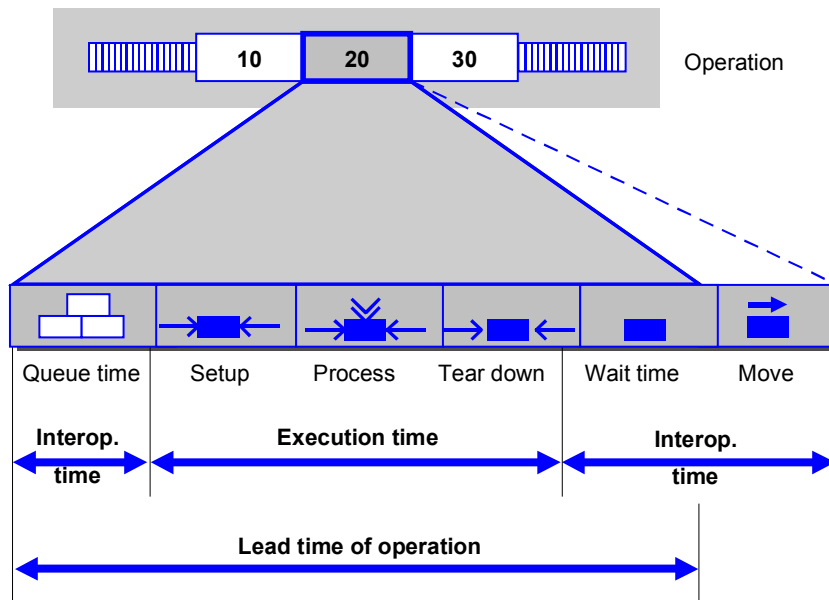 10 20 30
Operation
Queue time Setup Process Tear down Wait time Move
Interop. time
Execution time
Interop. time
Lead time of operation